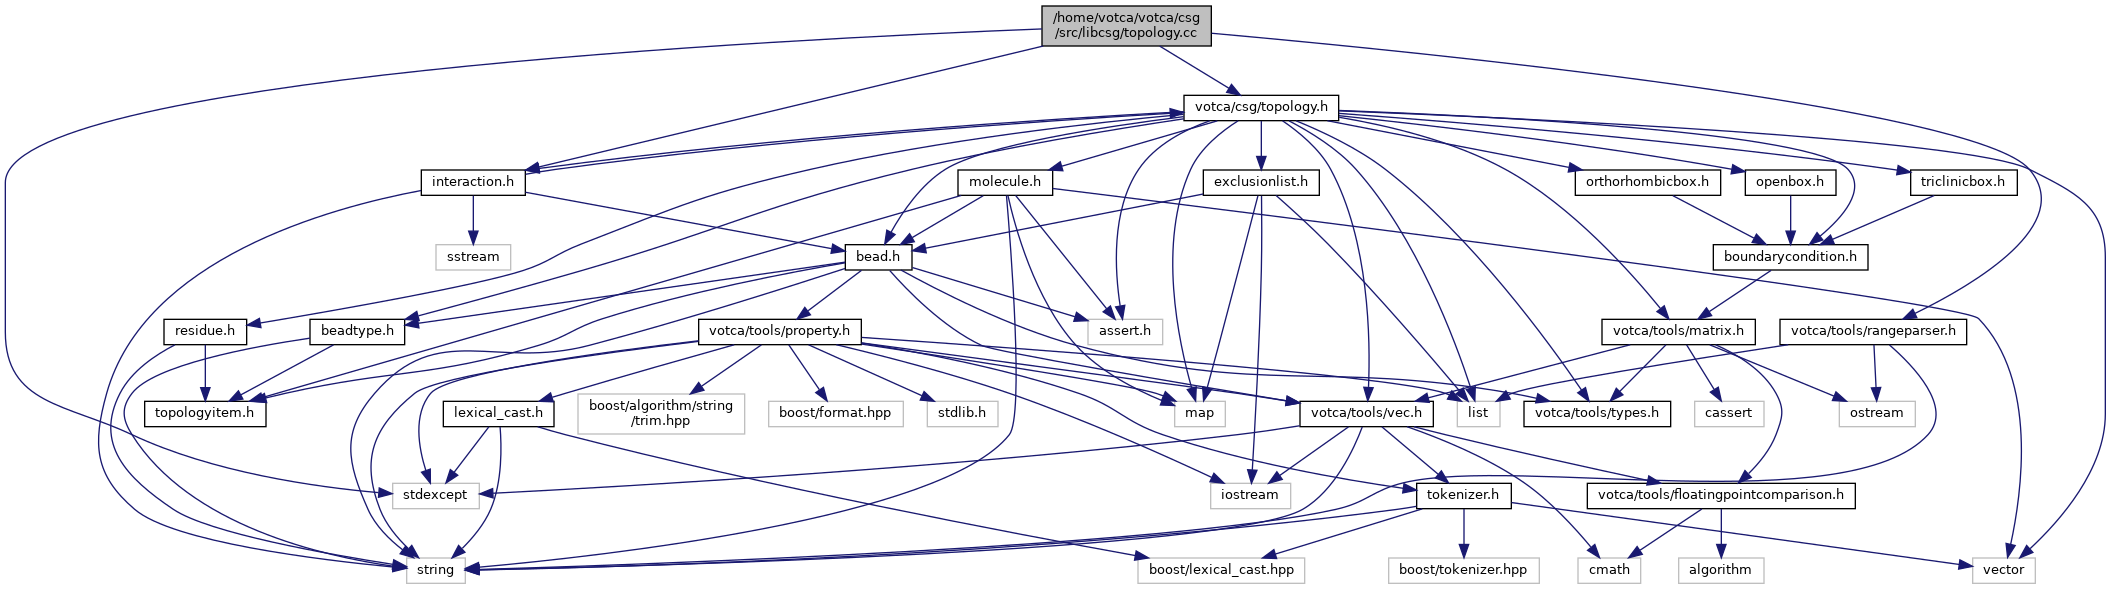 /home/votca/votca/csg
/src/libcsg/topology.cc
votca/csg/topology.h
interaction.h
molecule.h
exclusionlist.h
orthorhombicbox.h
openbox.h
triclinicbox.h
sstream
bead.h
boundarycondition.h
residue.h
beadtype.h
votca/tools/property.h
assert.h
votca/tools/matrix.h
votca/tools/rangeparser.h
topologyitem.h
lexical_cast.h
boost/algorithm/string
/trim.hpp
boost/format.hpp
stdlib.h
map
votca/tools/vec.h
list
votca/tools/types.h
cassert
ostream
stdexcept
iostream
tokenizer.h
votca/tools/floatingpointcomparison.h
string
boost/lexical_cast.hpp
boost/tokenizer.hpp
cmath
algorithm
vector